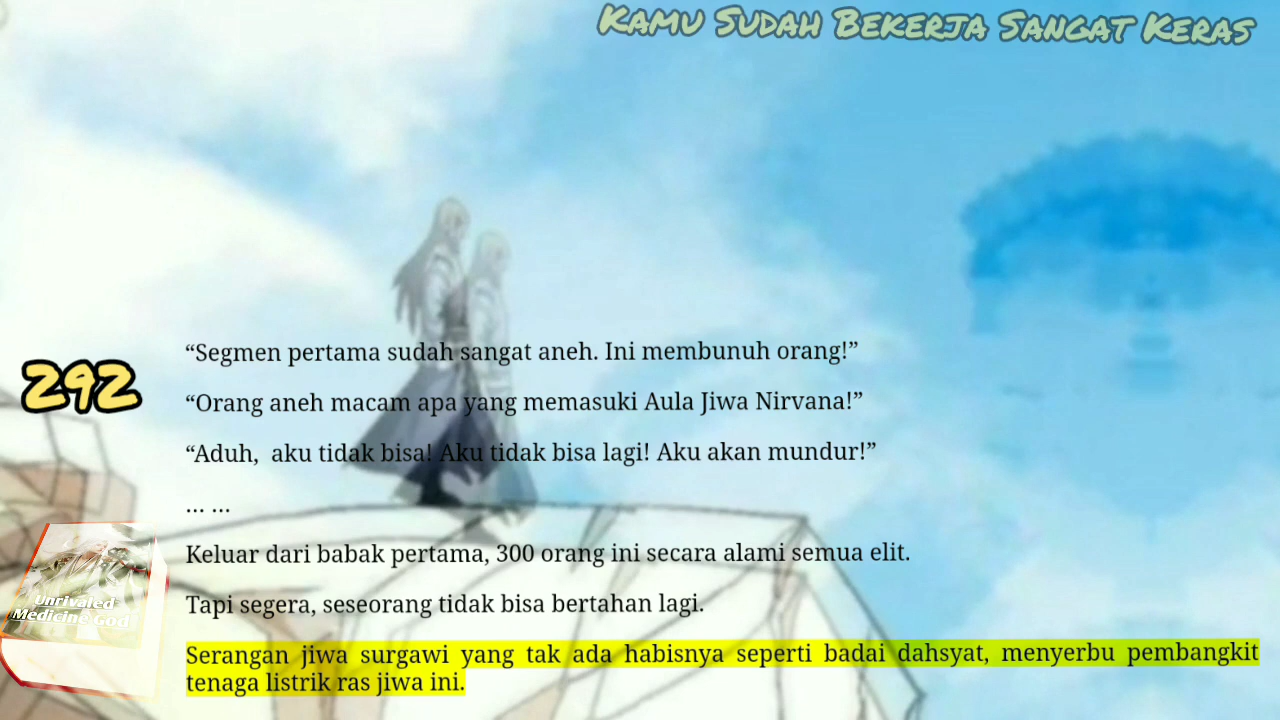 Kamu Sudah Bekerja Sangat Keras
“Segmen pertama sudah sangat aneh. Ini membunuh orang!”
292
“Orang aneh macam apa yang memasuki Aula Jiwa Nirvana!”
“Aduh,  aku tidak bisa! Aku tidak bisa lagi! Aku akan mundur!”
... ...
Keluar dari babak pertama, 300 orang ini secara alami semua elit.
Tapi segera, seseorang tidak bisa bertahan lagi.
Unrivaled
Medicine God
Serangan jiwa surgawi yang tak ada habisnya seperti badai dahsyat, menyerbu pembangkit
tenaga listrik ras jiwa ini.